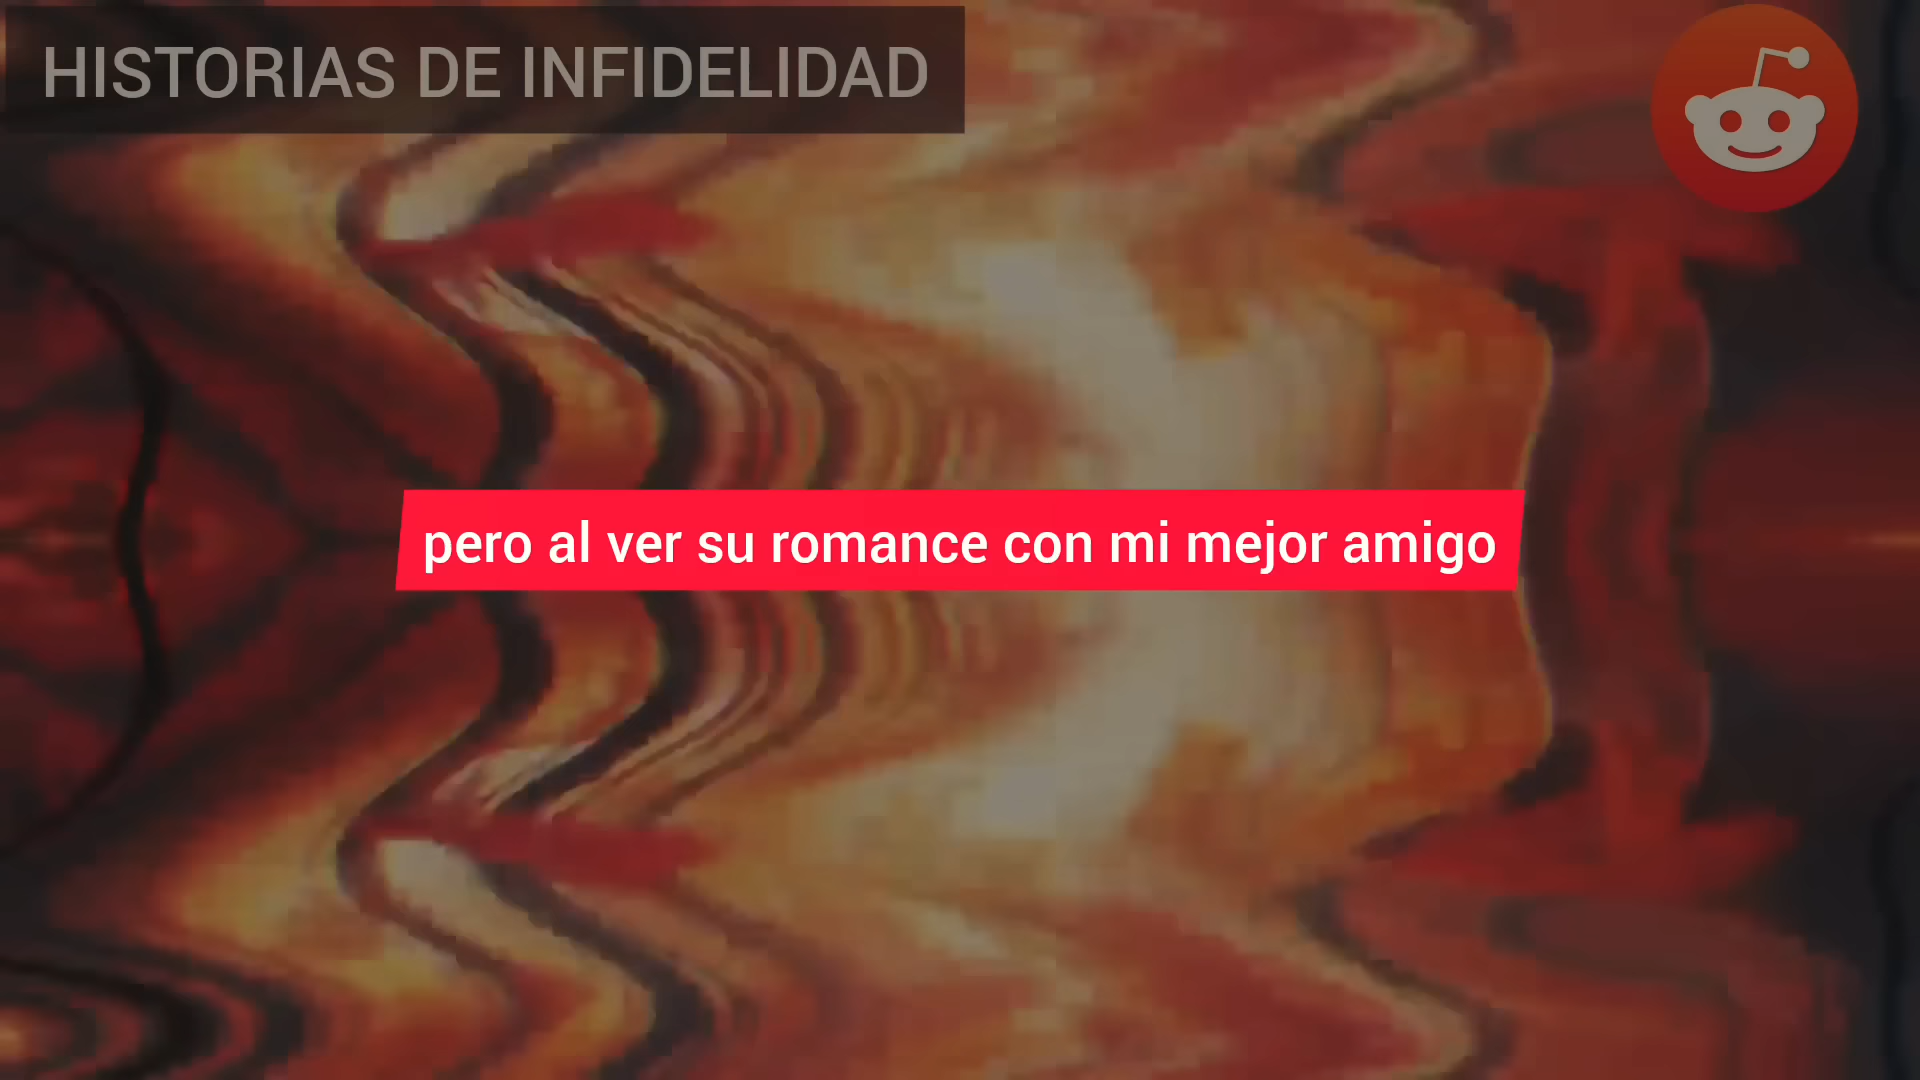 HISTORIAS DE INFIDELIDAD
pero al ver su romance con mi mejor amigo